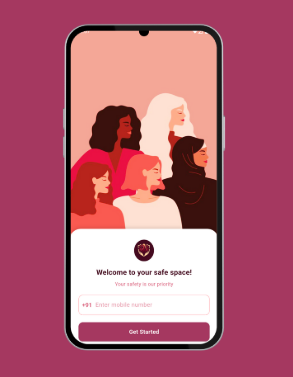 Welcome to your safe space!
Your safety is our priority
+91 Enter mobile number
Get Started